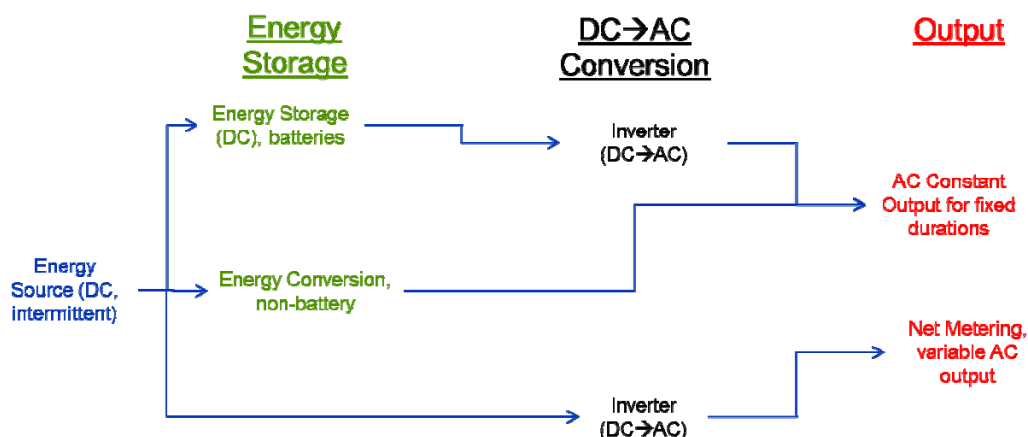 Energy
Storage
DC→AC
Conversion
Output
Energy Storage
(DC), batteries
Inverter
(DC→AC)
AC Constant
Output for fixed
durations
Energy
Source (DC,
intermittent)
Energy Conversion,
non-battery
Net Metering,
variable AC
output
Inverter
(DC→AC)